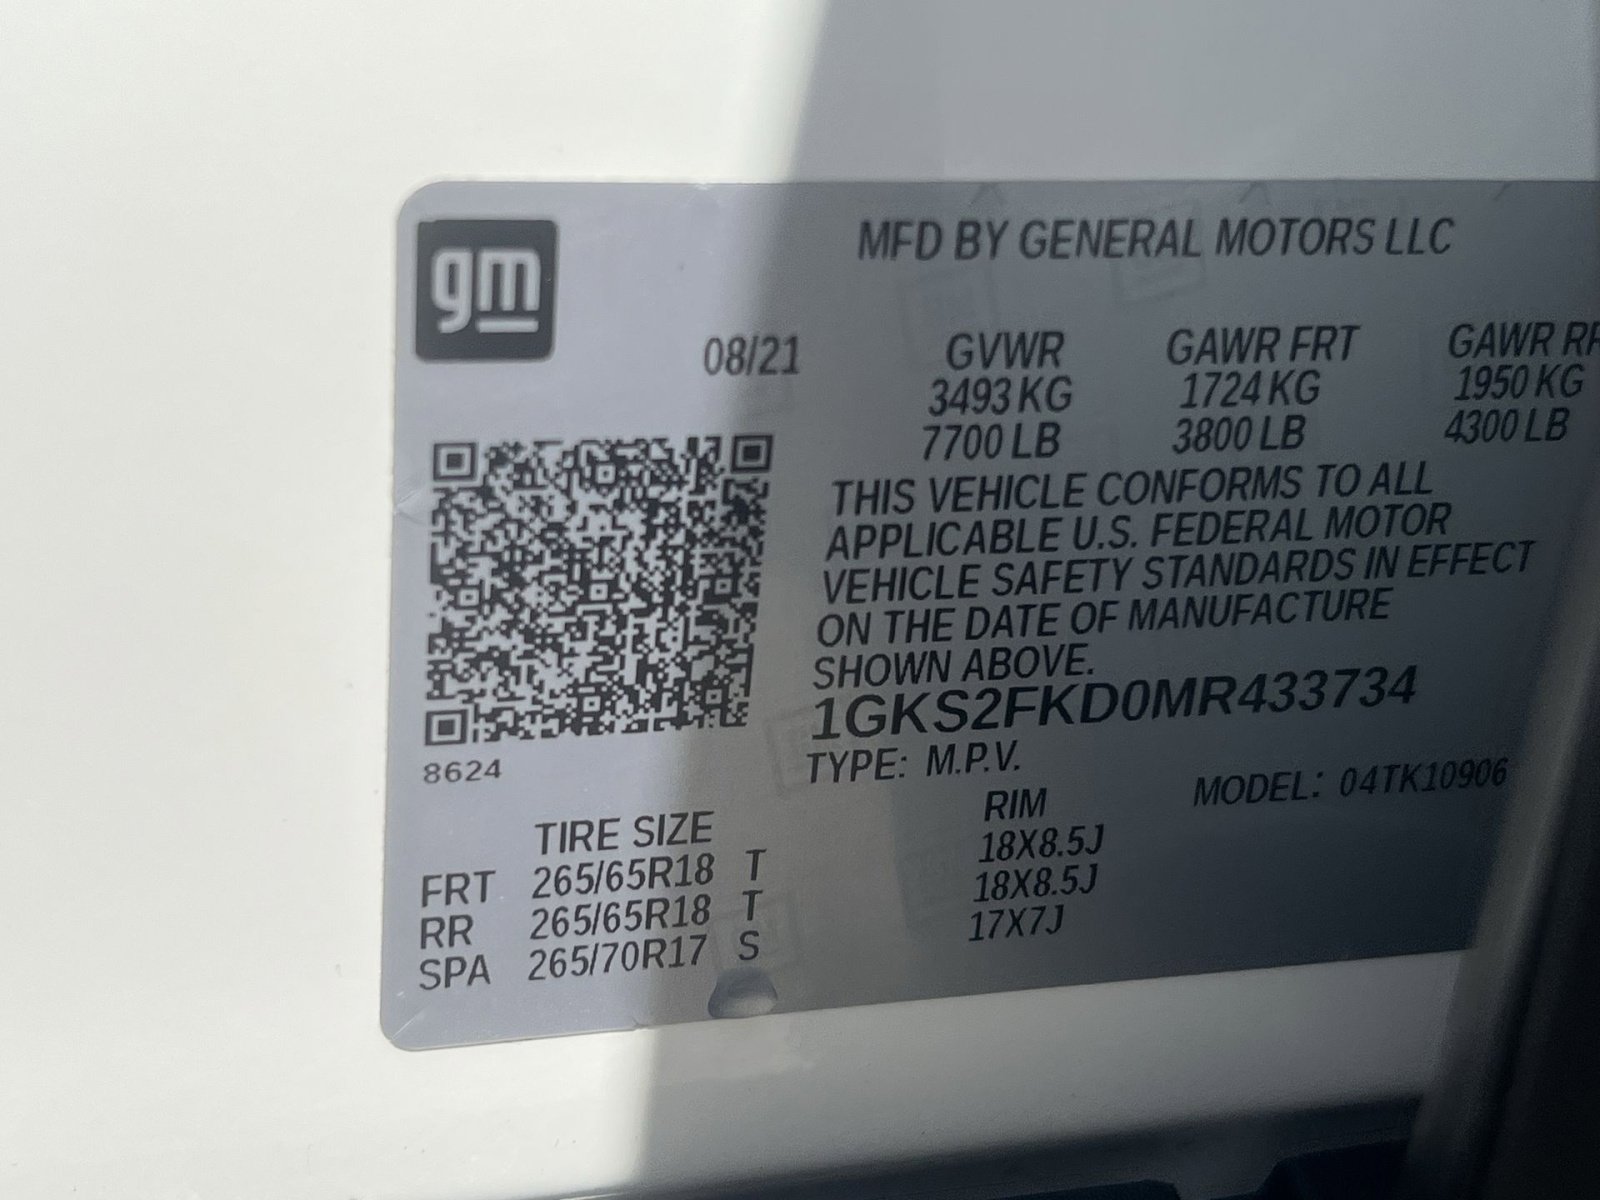 gm
MFD BY GENERAL MOTORS LLC
08/21 GVWR GAWR FRT GAWR RR
3493 KG 1724 KG 1950 KG
7700 LB 3800 LB 4300 LB
THIS VEHICLE CONFORMS TO ALL
APPLICABLE U.S. FEDERAL MOTOR
VEHICLE SAFETY STANDARDS IN EFFECT
ON THE DATE OF MANUFACTURE
SHOWN ABOVE.
1GKS2FKD0MR433734
8624
TYPE: M.P.V. MODEL: 04TK10906
TIRE SIZE RIM
FRT 265/65R18 T 18X8.5J
RR 265/65R18 T 18X8.5J
SPA 265/70R17 S 17X7J